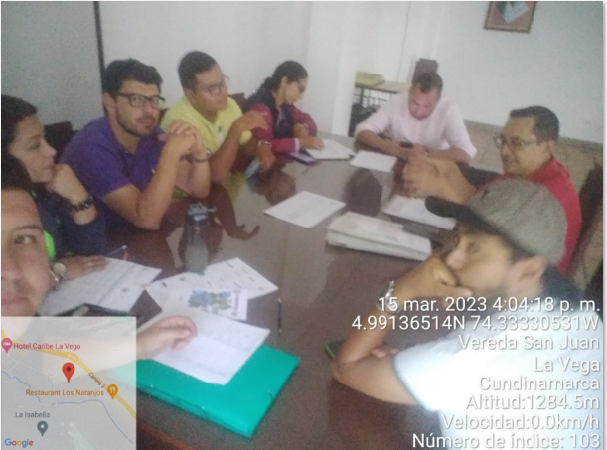 15 mar. 2023 4:04:18 p. m.
4.99136514N 74.33330531W
Vereda San Juan
La Vega
Cundinamarca
Altitud:1284.5m
Velocidad:0.0km/h
Número de índice: 103
Hotel Caribe La Vega
Restaurant Los Naranjos
La Isabella
Google